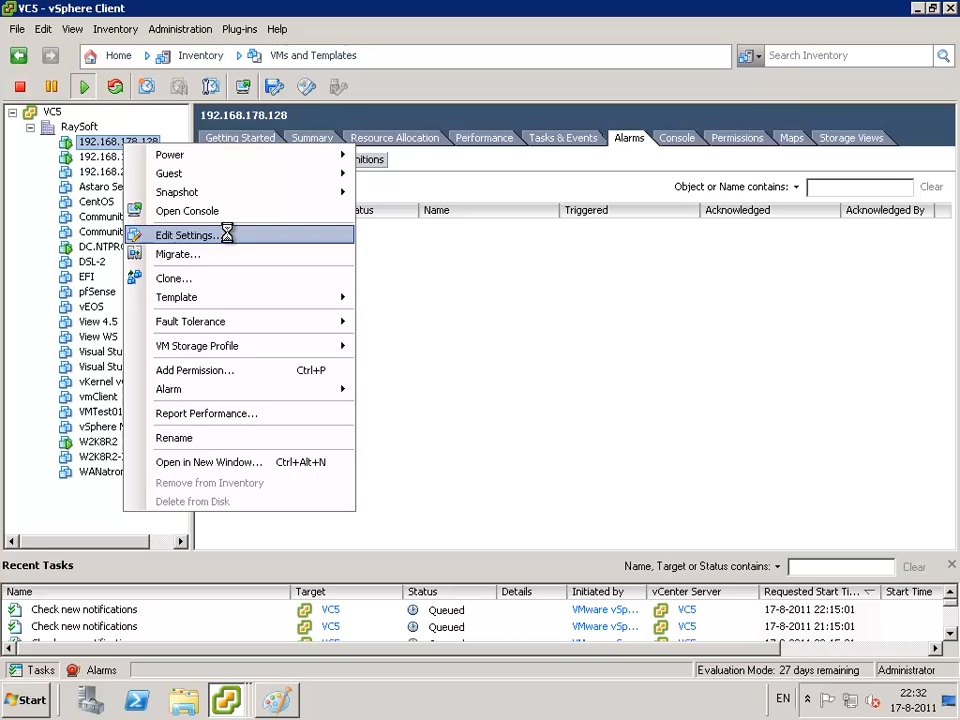 VC5 - vSphere Client
File Edit View Inventory Administration Plug-ins Help
Home Inventory VMs and Templates Search Inventory
VC5
RaySoft
192.168.178.128
192.168.1
192.168.2
Astaro Se
CentOS
Communit
Communit
DC.NTPRO
DSL-2
EFI
pfSense
vEOS
View 4.5
View WS
Visual Stu
Visual Stu
vKernel v
vmClient
VMTest01
vSphere M
W2K8R2
W2K8R2-
WANatron
192.168.178.128
Getting Started Summary Resource Allocation Performance Tasks & Events Alarms Console Permissions Maps Storage Views
nitions
Object or Name contains: Clear
atus Name Triggered Acknowledged Acknowledged By
Power
Guest
Snapshot
Open Console
Edit Settings...
Migrate...
Clone...
Template
Fault Tolerance
VM Storage Profile
Add Permission... Ctrl+P
Alarm
Report Performance...
Rename
Open in New Window... Ctrl+Alt+N
Remove from Inventory
Delete from Disk
Recent Tasks Name, Target or Status contains: Clear
Name Target Status Details Initiated by vCenter Server Requested Start Ti... Start Time
Check new notifications VC5 Queued VMware vSp... VC5 17-8-2011 22:15:01
Check new notifications VC5 Queued VMware vSp... VC5 17-8-2011 21:15:01
Tasks Alarms Evaluation Mode: 27 days remaining Administrator
Start EN 22:32
17-8-2011